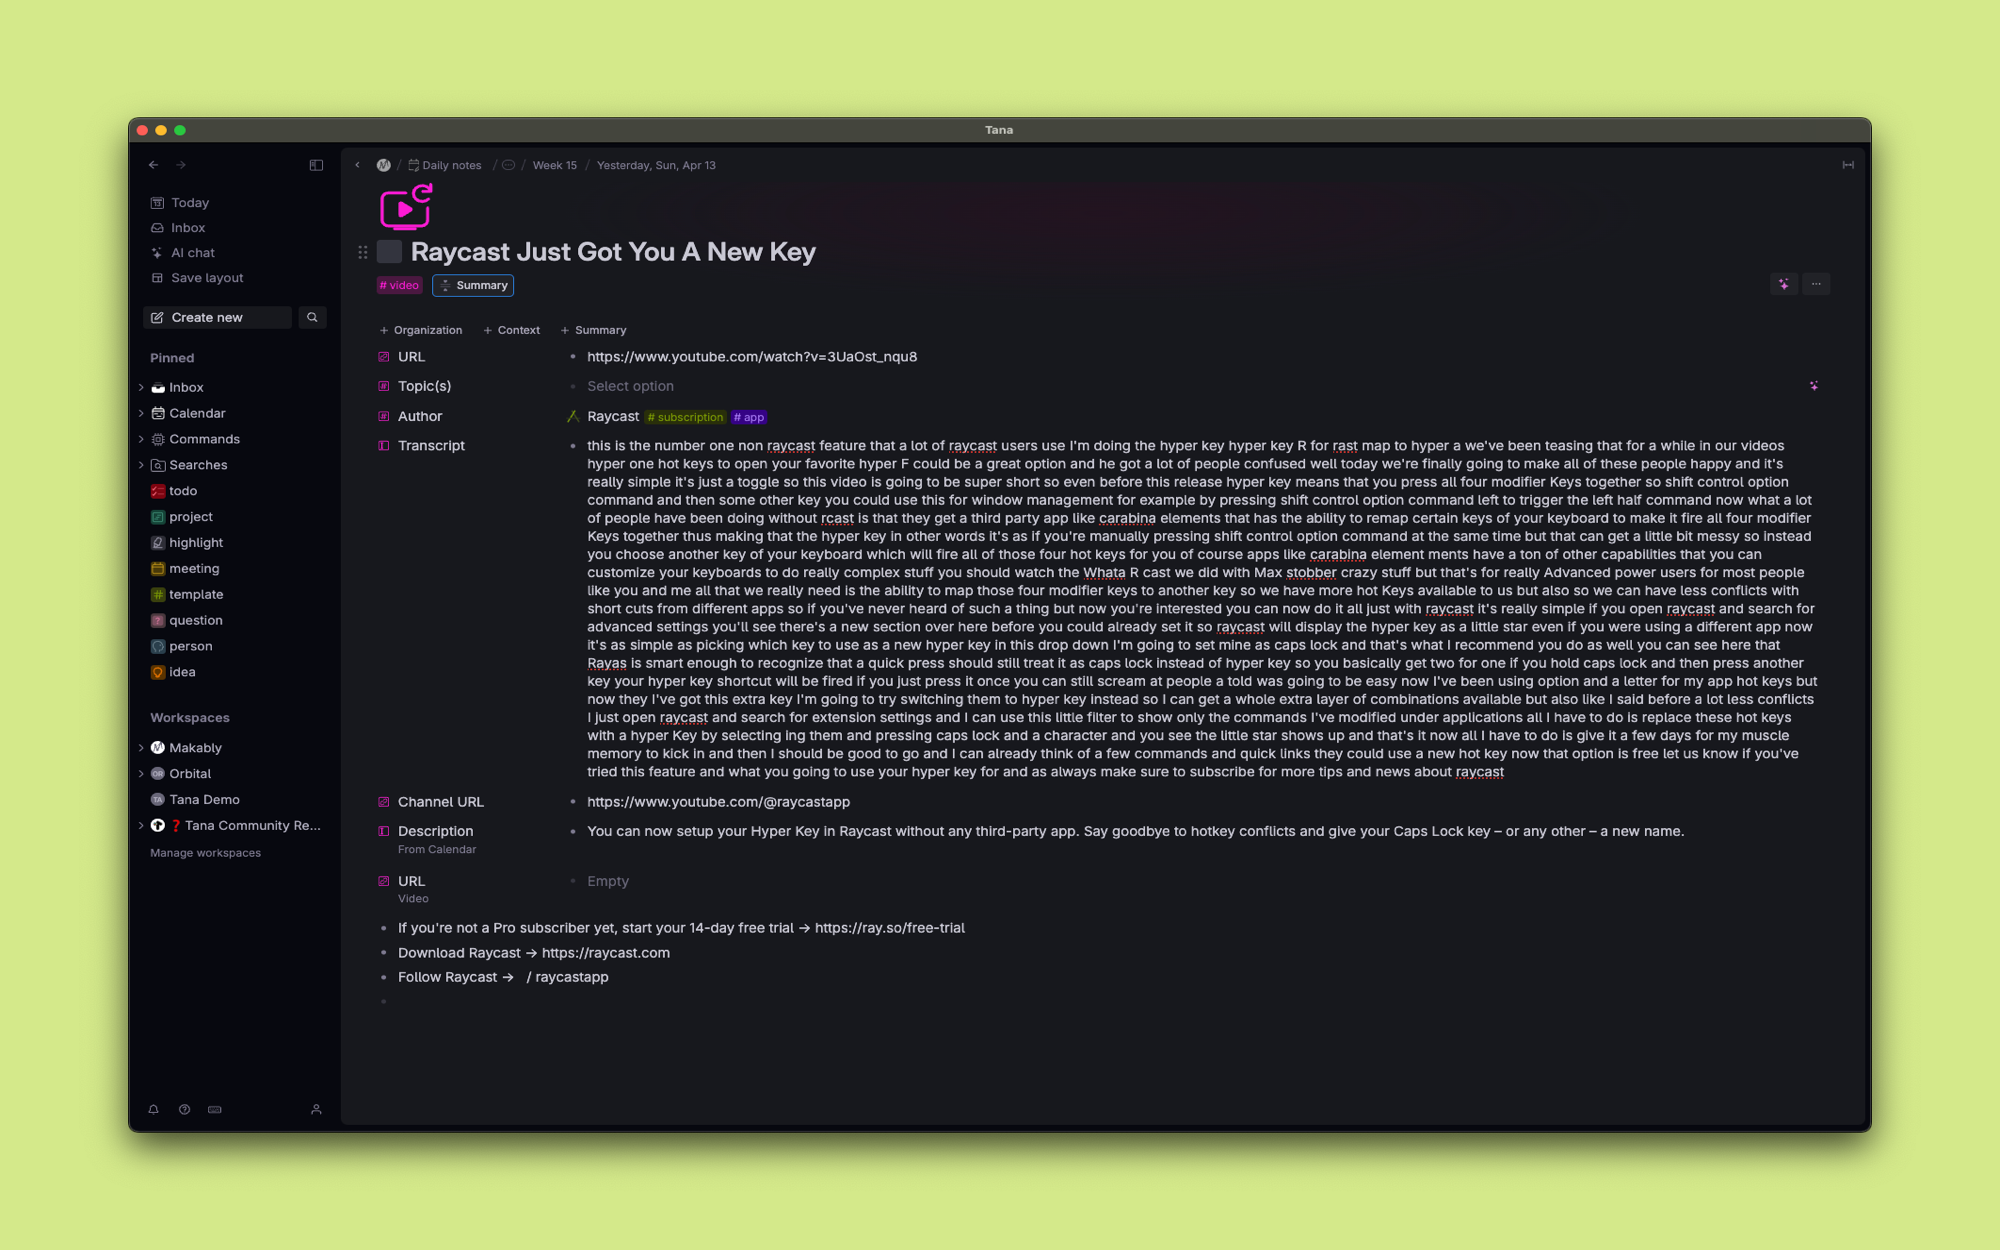 Tana
Daily notes / Week 15 / Yesterday, Sun, Apr 13
Today
Inbox
AI chat
Save layout
Create new
Pinned
Inbox
Calendar
Commands
Searches
todo
project
highlight
meeting
template
question
person
idea
Workspaces
Makably
Orbital
Tana Demo
❓ Tana Community Re...
Manage workspaces
Raycast Just Got You A New Key
# video
Summary
+ Organization + Context + Summary
URL
https://www.youtube.com/watch?v=3UaOst_nqu8
Topic(s)
Select option
Author
Raycast # subscription # app
Transcript
this is the number one non raycast feature that a lot of raycast users use I'm doing the hyper key hyper key R for rast map to hyper a we've been teasing that for a while in our videos
hyper one hot keys to open your favorite hyper F could be a great option and he got a lot of people confused well today we're finally going to make all of these people happy and it's
really simple it's just a toggle so this video is going to be super short so even before this release hyper key means that you press all four modifier Keys together so shift control option
command and then some other key you could use this for window management for example by pressing shift control option command left to trigger the left half command now what a lot
of people have been doing without rcast is that they get a third party app like carabina elements that has the ability to remap certain keys of your keyboard to make it fire all four modifier
Keys together thus making that the hyper key in other words it's as if you're manually pressing shift control option command at the same time but that can get a little bit messy so instead
you choose another key of your keyboard which will fire all of those four hot keys for you of course apps like carabina element ments have a ton of other capabilities that you can
customize your keyboards to do really complex stuff you should watch the Whata R cast we did with Max stobber crazy stuff but that's for really Advanced power users for most people
like you and me all that we really need is the ability to map those four modifier keys to another key so we have more hot Keys available to us but also so we can have less conflicts with
short cuts from different apps so if you've never heard of such a thing but now you're interested you can now do it all just with raycast it's really simple if you open raycast and search for
advanced settings you'll see there's a new section over here before you could already set it so raycast will display the hyper key as a little star even if you were using a different app now
it's as simple as picking which key to use as a new hyper key in this drop down I'm going to set mine as caps lock and that's what I recommend you do as well you can see here that
Rayas is smart enough to recognize that a quick press should still treat it as caps lock instead of hyper key so you basically get two for one if you hold caps lock and then press another
key your hyper key shortcut will be fired if you just press it once you can still scream at people a told was going to be easy now I've been using option and a letter for my app hot keys but
now they I've got this extra key I'm going to try switching them to hyper key instead so I can get a whole extra layer of combinations available but also like I said before a lot less conflicts
I just open raycast and search for extension settings and I can use this little filter to show only the commands I've modified under applications all I have to do is replace these hot keys
with a hyper Key by selecting ing them and pressing caps lock and a character and you see the little star shows up and that's it now all I have to do is give it a few days for my muscle
memory to kick in and then I should be good to go and I can already think of a few commands and quick links they could use a new hot key now that option is free let us know if you've
tried this feature and what you going to use your hyper key for and as always make sure to subscribe for more tips and news about raycast
Channel URL
https://www.youtube.com/@raycastapp
Description
From Calendar
You can now setup your Hyper Key in Raycast without any third-party app. Say goodbye to hotkey conflicts and give your Caps Lock key – or any other – a new name.
URL
Video
Empty
If you're not a Pro subscriber yet, start your 14-day free trial → https://ray.so/free-trial
Download Raycast → https://raycast.com
Follow Raycast → / raycastapp